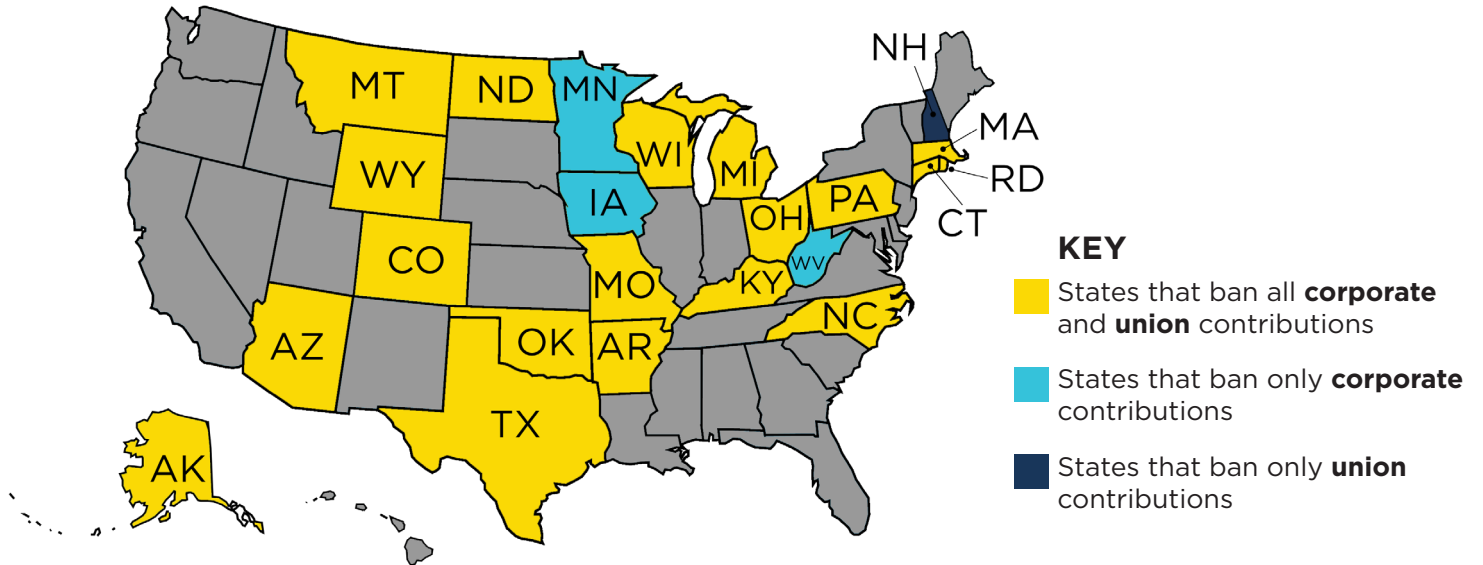 NH
MT
ND
MN
MA
WI
WY
MI
RD
IA
PA
OH
CT
CO
WV
KEY
MO
KY
States that ban all corporate
and union contributions
NC
AZ
OK
AR
States that ban only corporate
contributions
TX
AK
States that ban only union
contributions